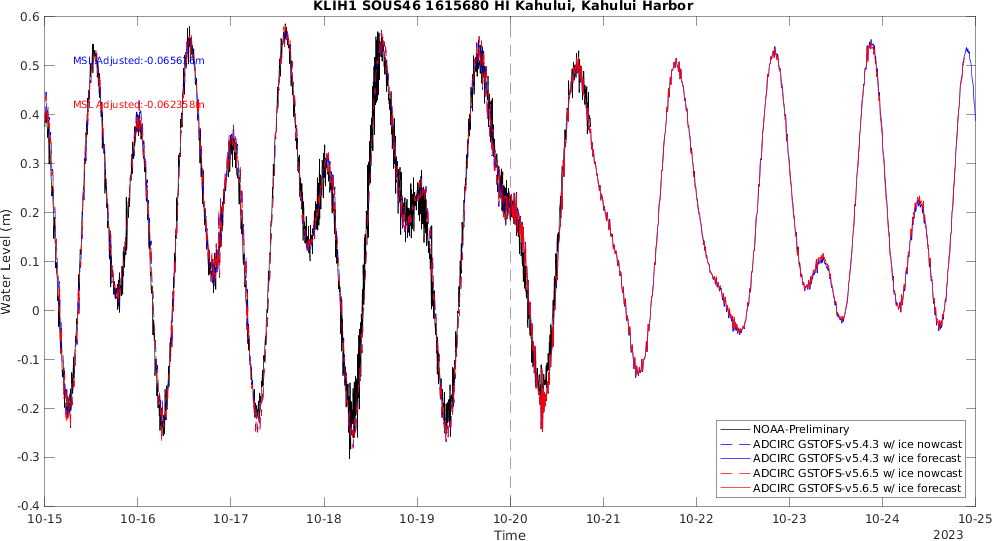 KLIH1 SOUS46 1615680 HI Kahului, Kahului Harbor
0.6
0.5
0.4
0.3
0.2
0.1
0
-0.1
-0.2
-0.3
-0.4
Water Level (m)
MSL Adjusted:-0.065616m
MSL Adjusted:-0.062358m
NOAA-Preliminary
ADCIRC GSTOFS-v5.4.3 w/ ice nowcast
ADCIRC GSTOFS-v5.4.3 w/ ice forecast
ADCIRC GSTOFS-v5.6.5 w/ ice nowcast
ADCIRC GSTOFS-v5.6.5 w/ ice forecast
10-15 10-16 10-17 10-18 10-19 10-20 10-21 10-22 10-23 10-24 10-25
Time
2023